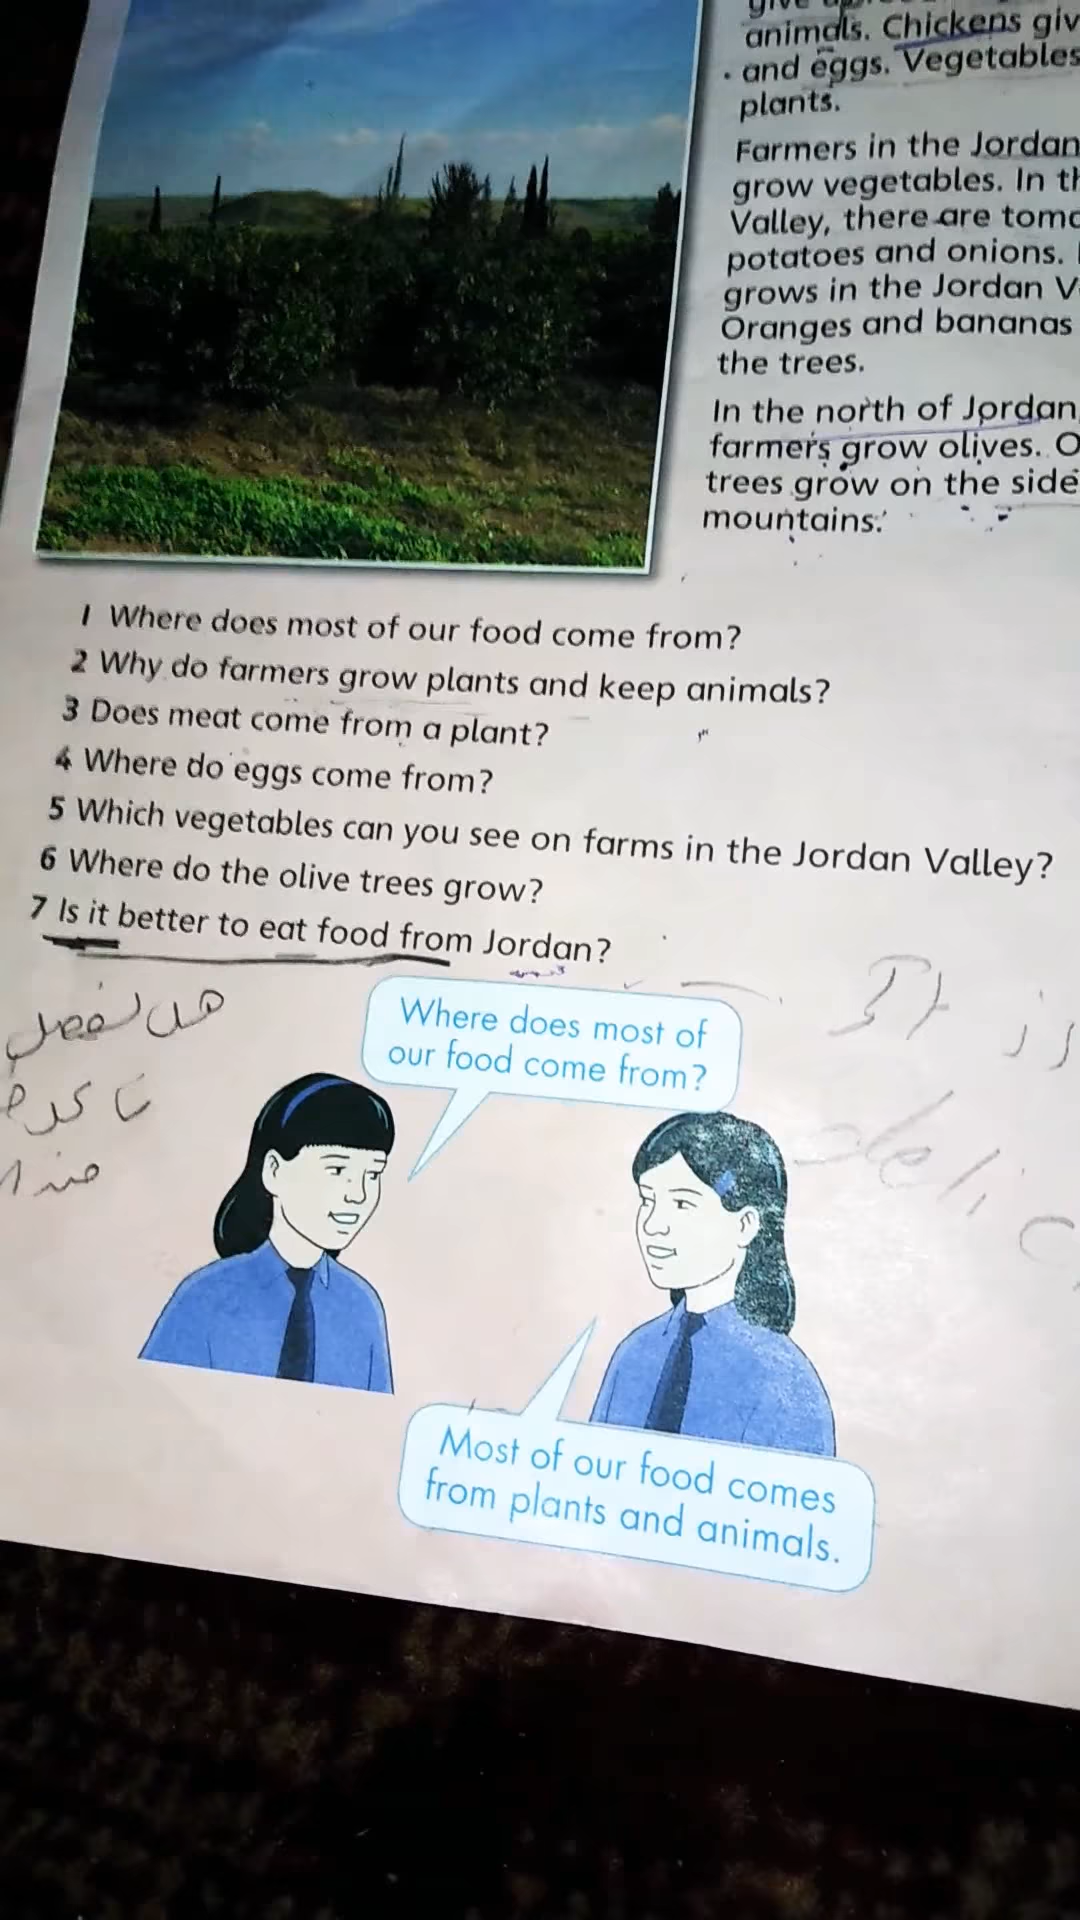 animals. Chickens giv
and eggs. Vegetables
plants.
Farmers in the Jordan
grow vegetables. In th
Valley, there are toma
potatoes and onions.
grows in the Jordan V
Oranges and bananas
the trees.
In the north of Jordan,
farmers grow olives. O
trees grow on the side
mountains.'
1 Where does most of our food come from?
2 Why do farmers grow plants and keep animals?
3 Does meat come from a plant?
4 Where do eggs come from?
5 Which vegetables can you see on farms in the Jordan Valley?
6 Where do the olive trees grow?
7 Is it better to eat food from Jordan?
It is
delic
هل
Where does most of
our food come from?
Most of our food comes
from plants and animals.